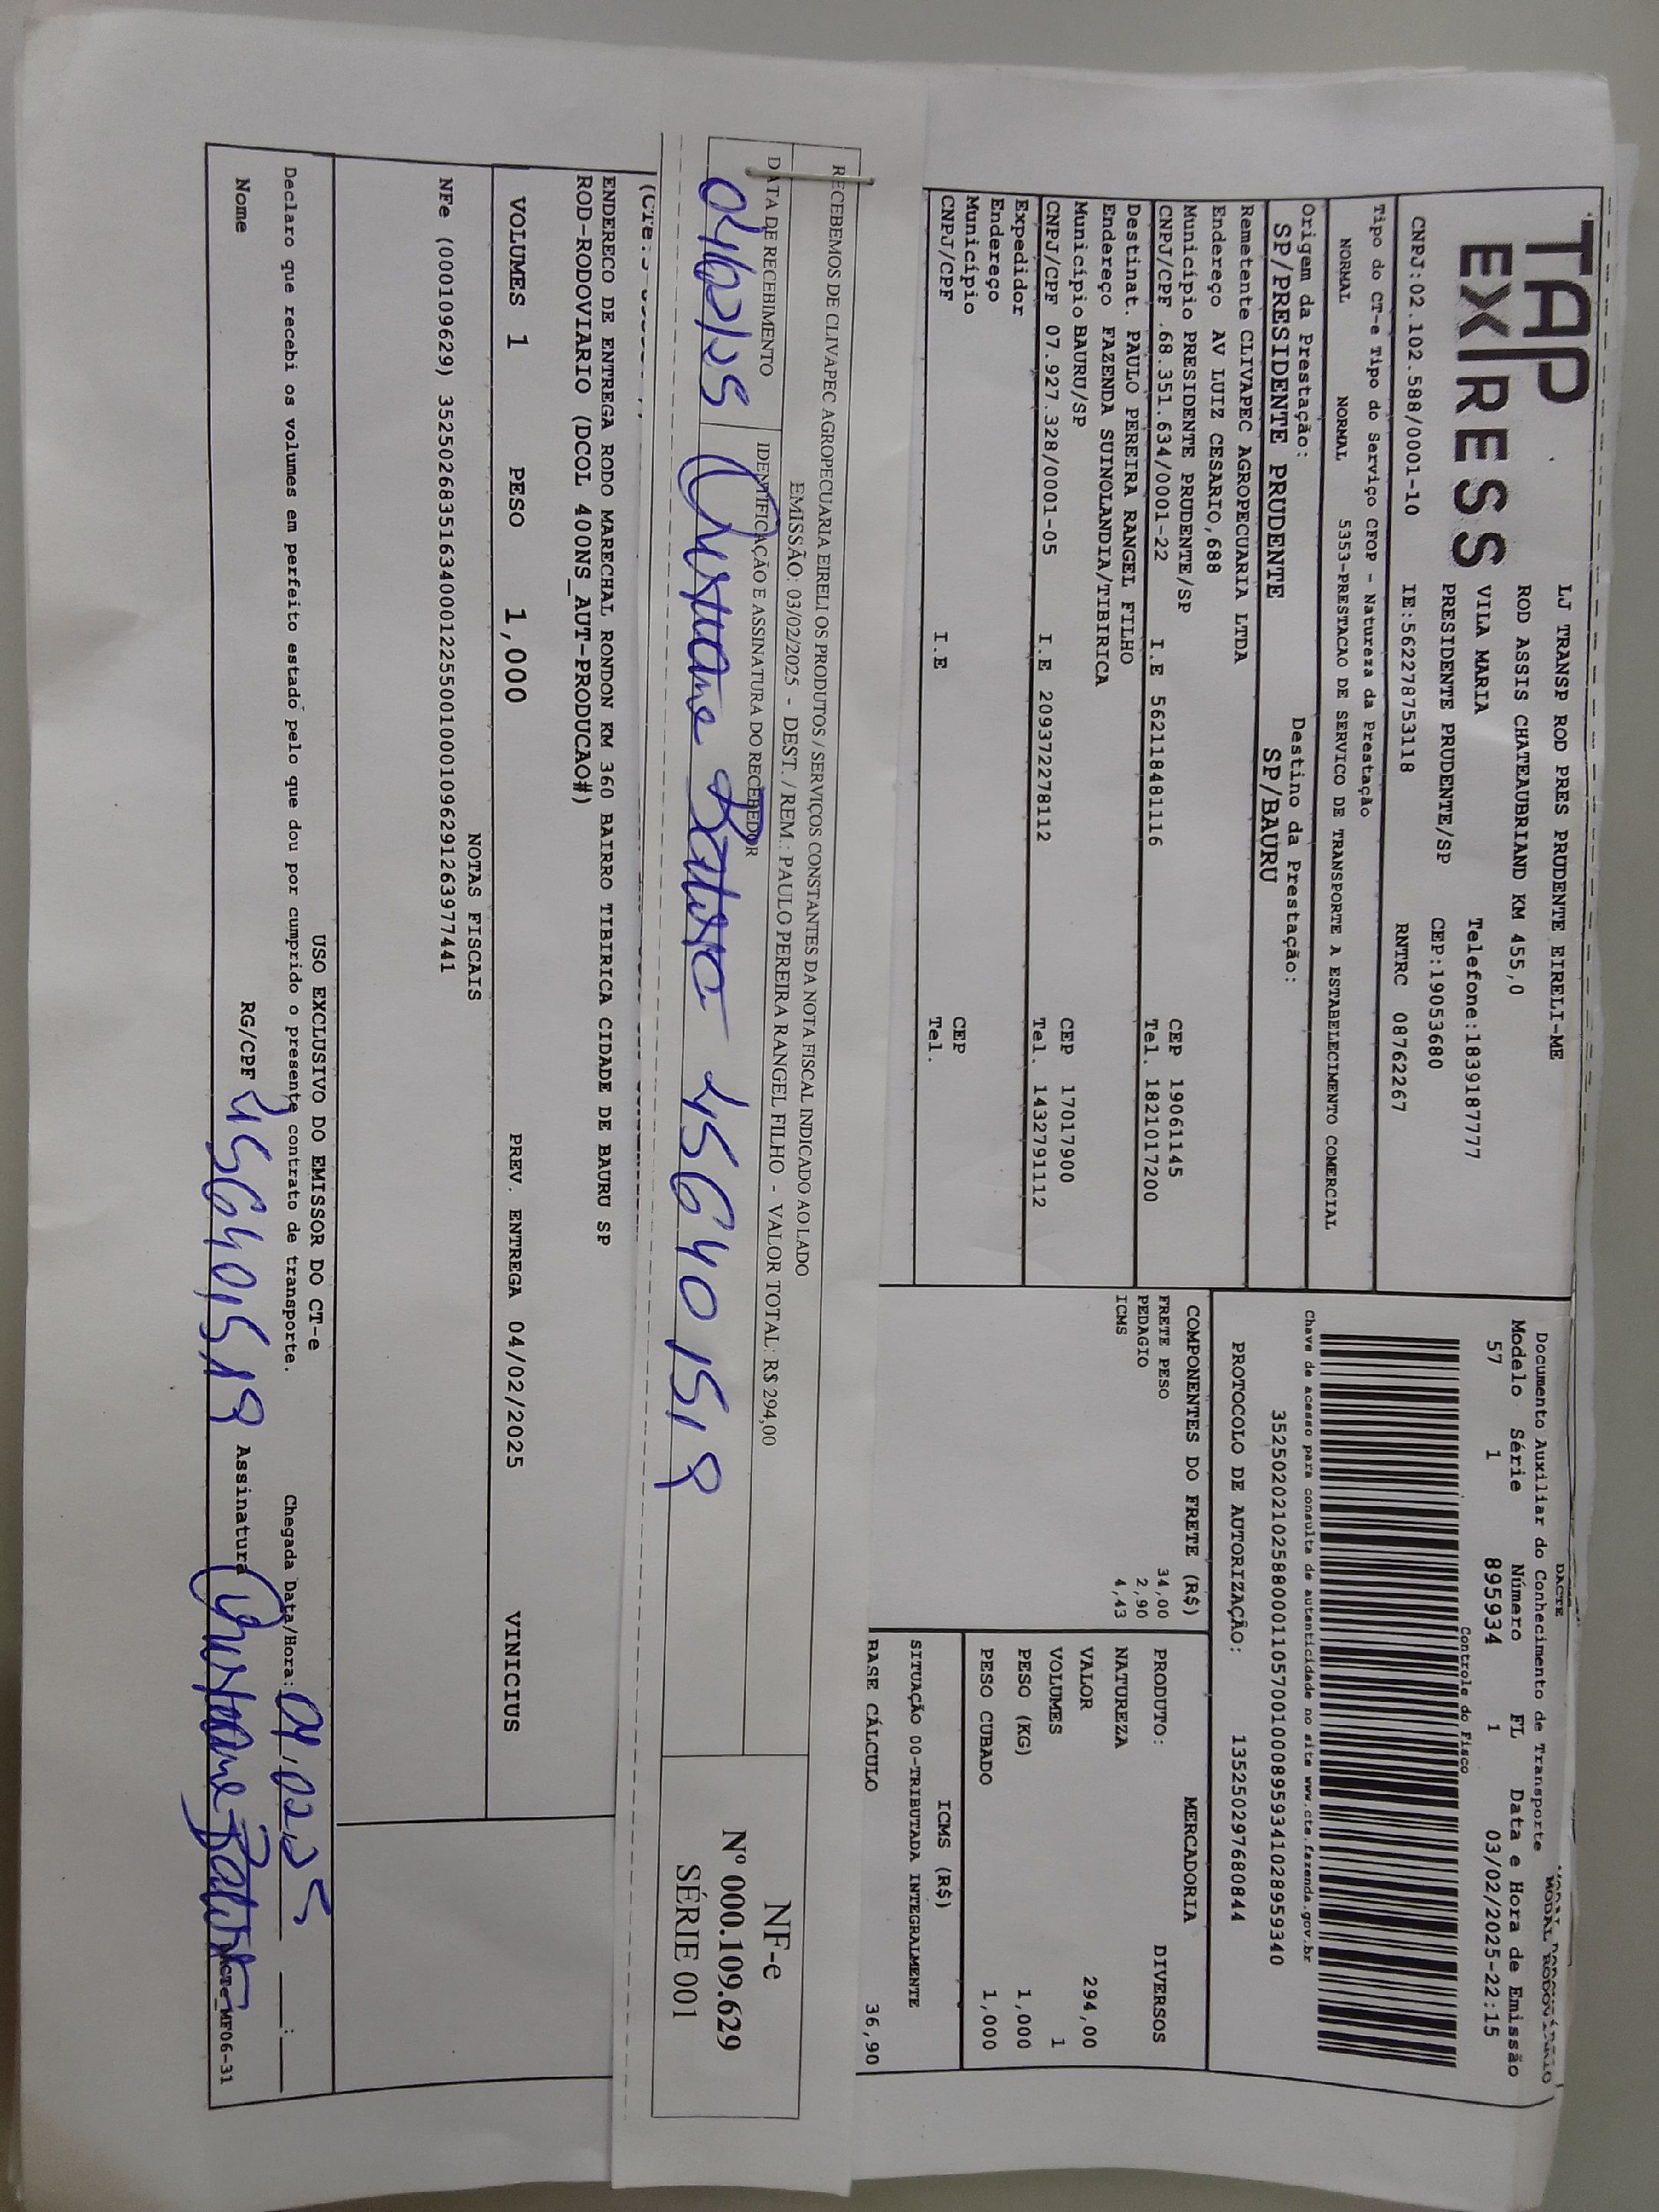 TAP
EXPRESS
LJ TRANSP ROD PRES PRUDENTE EIRELI-ME
ROD ASSIS CHATEAUBRIAND KM 455,0
VILA MARIA Telefone:1839187777
PRESIDENTE PRUDENTE/SP CEP:19053680
CNPJ:02.102.588/0001-10 IE:562278753118 RNTRC 08762267
DACTE
Documento Auxiliar do Conhecimento de Transporte
MODAL RODOVIÁRIO
Modelo Série Número FL Data e Hora de Emissão
57 1 895934 1 03/02/2025-22:15
Controle do Fisco
Chave de acesso para consulta de autenticidade no site www.cte.fazenda.gov.br
35250202102588000110570010008959341028959340
PROTOCOLO DE AUTORIZAÇÃO: 135250297680844
Tipo do CT-e Tipo do Serviço CFOP - Natureza da Prestação
NORMAL NORMAL 5353-PRESTACAO DE SERVICO DE TRANSPORTE A ESTABELECIMENTO COMERCIAL
Origem da Prestação: Destino da Prestação:
SP/PRESIDENTE PRUDENTE SP/BAURU
Remetente CLIVAPEC AGROPECUARIA LTDA
Endereço AV LUIZ CESARIO,688
Município PRESIDENTE PRUDENTE/SP CEP 19061145
CNPJ/CPF .68.351.634/0001-22 I.E 562118481116 Tel. 1821017200
Destinat. PAULO PEREIRA RANGEL FILHO
Endereço FAZENDA SUINOLANDIA/TIBIRICA
Município BAURU/SP CEP 17017900
CNPJ/CPF 07.927.328/0001-05 I.E 209372278112 Tel. 1432791112
Expedidor
Endereço
Município CEP
CNPJ/CPF I.E Tel.
COMPONENTES DO FRETE (R$)
FRETE PESO 34,00
PEDAGIO 2,90
ICMS 4,43
MERCADORIA
PRODUTO: DIVERSOS
NATUREZA
VALOR 294,00
VOLUMES 1
PESO (KG) 1,000
PESO CUBADO 1,000
ICMS (R$)
SITUAÇÃO 00-TRIBUTADA INTEGRALMENTE
BASE CÁLCULO 36,90
RECEBEMOS DE CLIVAPEC AGROPECUARIA EIRELI OS PRODUTOS / SERVIÇOS CONSTANTES DA NOTA FISCAL INDICADO AO LADO
EMISSÃO: 03/02/2025 - DEST. / REM.: PAULO PEREIRA RANGEL FILHO - VALOR TOTAL: R$ 294,00
DATA DE RECEBIMENTO IDENTIFICAÇÃO E ASSINATURA DO RECEBEDOR
04/02/25 456401519
NF-e
Nº 000.109.629
SÉRIE 001
ENDERECO DE ENTREGA RODO MARECHAL RONDON KM 360 BAIRRO TIBIRICA CIDADE DE BAURU SP
ROD-RODOVIARIO (DCOL 400NS_AUT-PRODUCAO#)
VOLUMES 1 PESO 1,000 PREV. ENTREGA 04/02/2025 VINICIUS
NOTAS FISCAIS
NFe (000109629) 35250268351634000122550010001096291263977441
USO EXCLUSIVO DO EMISSOR DO CT-e
Declaro que recebi os volumes em perfeito estado pelo que dou por cumprido o presente contrato de transporte. Chegada Data/Hora: 04.02.25 __:__
Nome RG/CPF 456401519 Assinatura